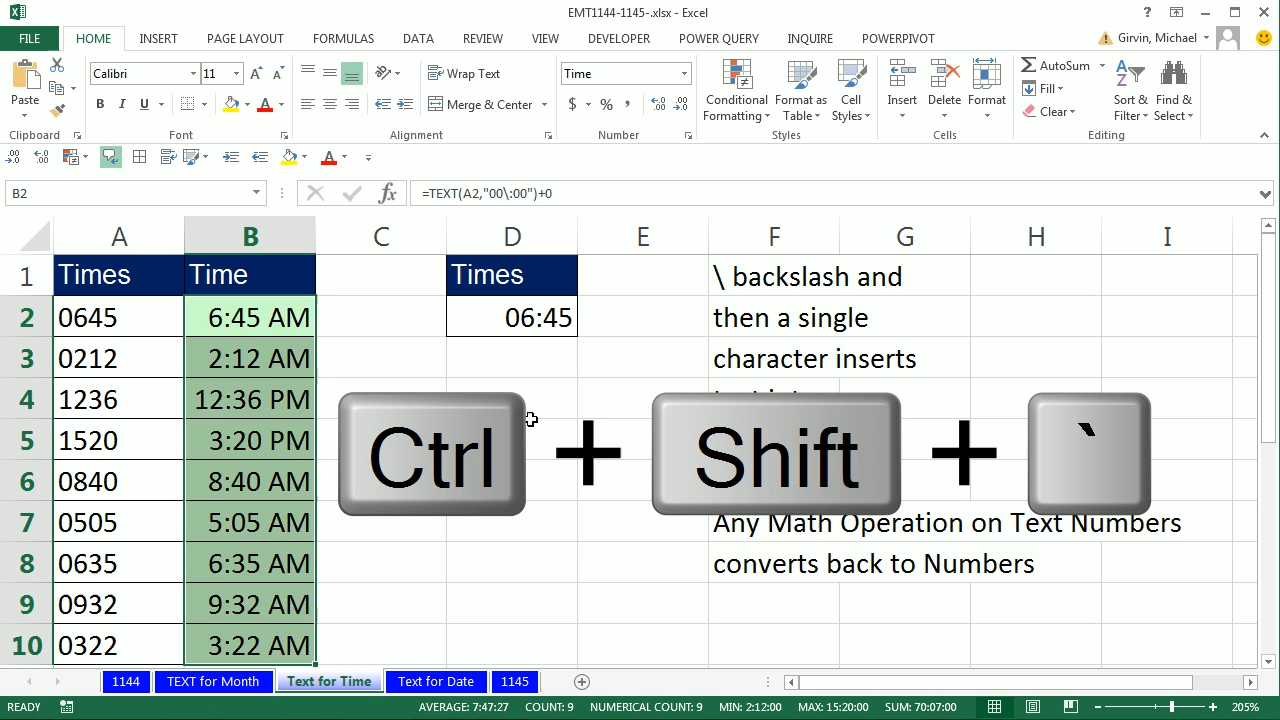 EMT1144-1145-.xlsx - Excel
FILE HOME INSERT PAGE LAYOUT FORMULAS DATA REVIEW VIEW DEVELOPER POWER QUERY INQUIRE POWERPIVOT Girvin, Michael
Paste
Calibri 11
B I U
Wrap Text
Merge & Center
Time
$ % ,
Conditional Formatting
Format as Table
Cell Styles
Insert
Delete
Format
AutoSum
Fill
Clear
Sort & Filter
Find & Select
Clipboard Font Alignment Number Styles Cells Editing
B2 fx =TEXT(A2,"00\:00")+0
A B C D E F G H I
1 Times Time Times \ backslash and
2 0645 6:45 AM 06:45 then a single
3 0212 2:12 AM character inserts
4 1236 12:36 PM
5 1520 3:20 PM
6 0840 8:40 AM
Ctrl + Shift + `
7 0505 5:05 AM Any Math Operation on Text Numbers
8 0635 6:35 AM converts back to Numbers
9 0932 9:32 AM
10 0322 3:22 AM
1144 TEXT for Month Text for Time Text for Date 1145
READY AVERAGE: 7:47:27 COUNT: 9 NUMERICAL COUNT: 9 MIN: 2:12:00 MAX: 15:20:00 SUM: 70:07:00 205%